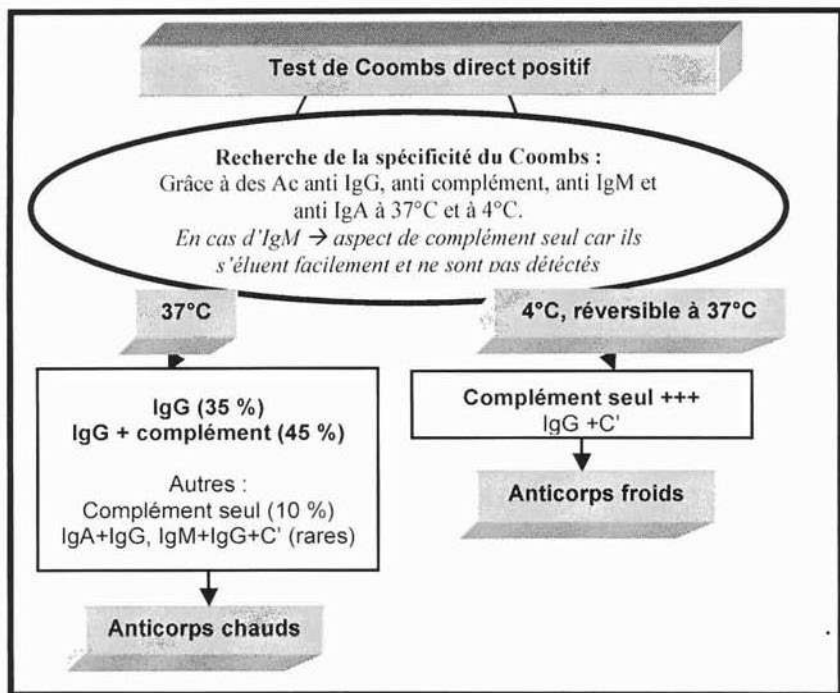 Test de Coombs direct positif
Recherche de la spécificité du Coombs :
Grâce à des Ac anti IgG, anti complément, anti IgM et
anti IgA à 37°C et à 4°C.
En cas d'IgM → aspect de complément seul car ils
s'éluent facilement et ne sont pas détéctés
37°C
4°C, réversible à 37°C
IgG (35 %)
IgG + complément (45 %)
Autres :
Complément seul (10 %)
IgA+IgG, IgM+IgG+C' (rares)
Complément seul +++
IgG +C'
Anticorps froids
Anticorps chauds